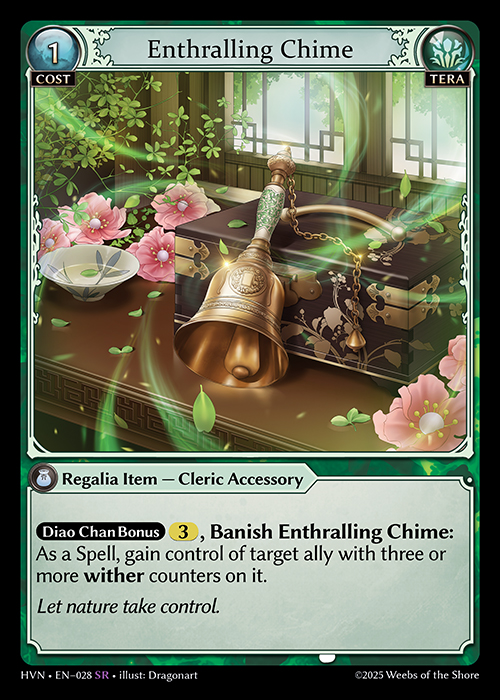 1
Enthralling Chime
COST
TERA
Regalia Item — Cleric Accessory
Diao Chan Bonus 3, Banish Enthralling Chime:
As a Spell, gain control of target ally with three or
more wither counters on it.
Let nature take control.
HVN • EN-028 SR • illust: Dragonart
©2025 Weebs of the Shore